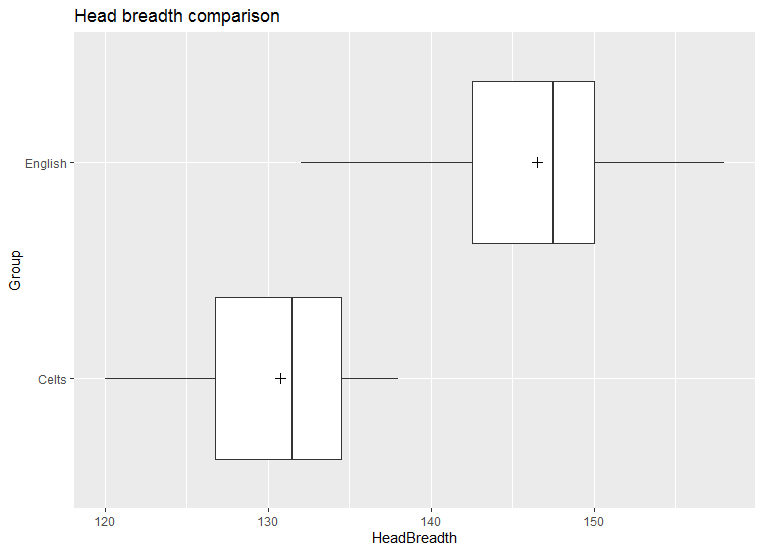 Head breadth comparison
English
Group
Celts
120 130 140 150
HeadBreadth